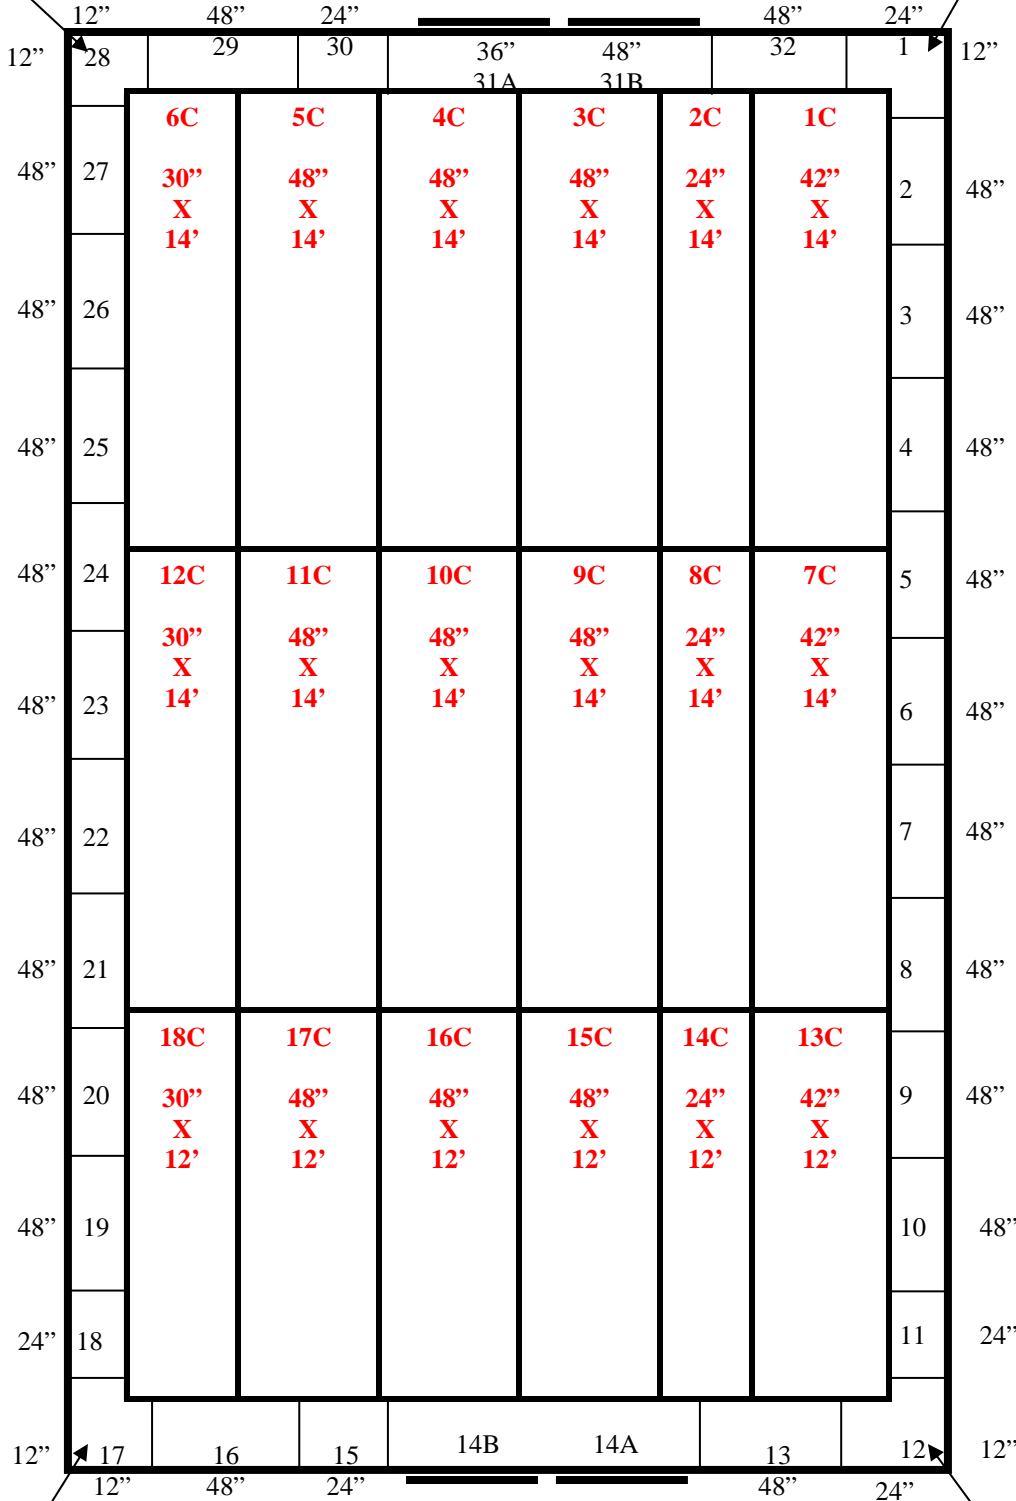 12” 48” 24” 48” 24”
12” 28 29 30 36” 48” 32 1 12”
31A 31B
6C 5C 4C 3C 2C 1C
48” 27 30” 48” 48” 48” 24” 42” 2 48”
X X X X X X
14’ 14’ 14’ 14’ 14’ 14’
48” 26 3 48”
48” 25 4 48”
48” 24 12C 11C 10C 9C 8C 7C 5 48”
30” 48” 48” 48” 24” 42”
X X X X X X
48” 23 14’ 14’ 14’ 14’ 14’ 14’ 6 48”
48” 22 7 48”
48” 21 8 48”
18C 17C 16C 15C 14C 13C
48” 20 30” 48” 48” 48” 24” 42” 9 48”
X X X X X X
12’ 12’ 12’ 12’ 12’ 12’
48” 19 10 48”
24” 18 11 24”
14B 14A
12” 17 16 15 13 12 12”
12” 48” 24” 48” 24”